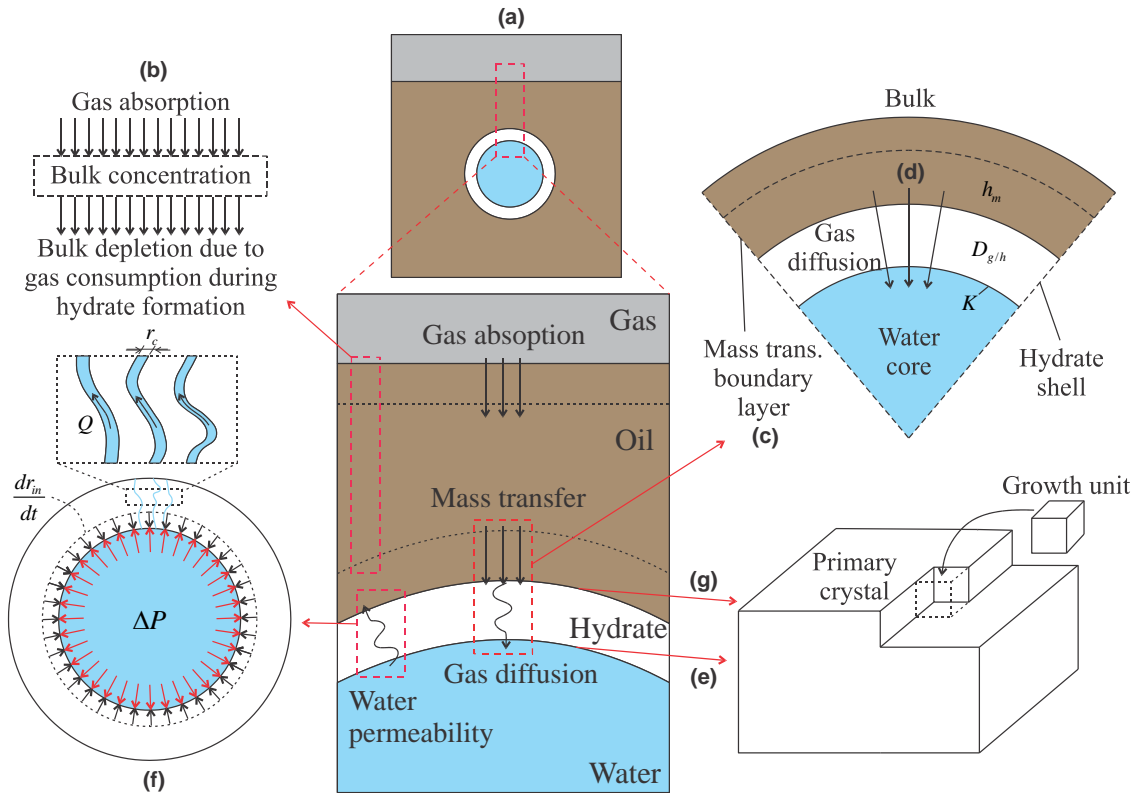 (a)
(b)
Gas absorption
Bulk concentration
Bulk depletion due to
gas consumption during
hydrate formation
r_c
Q
dr_in
dt
ΔP
(f)
Gas
Gas absoption
Oil
Mass transfer
Hydrate
Gas diffusion
Water
permeability
Water
Bulk
(d)
h_m
Gas
diffusion
D_g/h
K
Water
core
Mass trans.
boundary
layer
(c)
Hydrate
shell
Growth unit
Primary
crystal
(g)
(e)